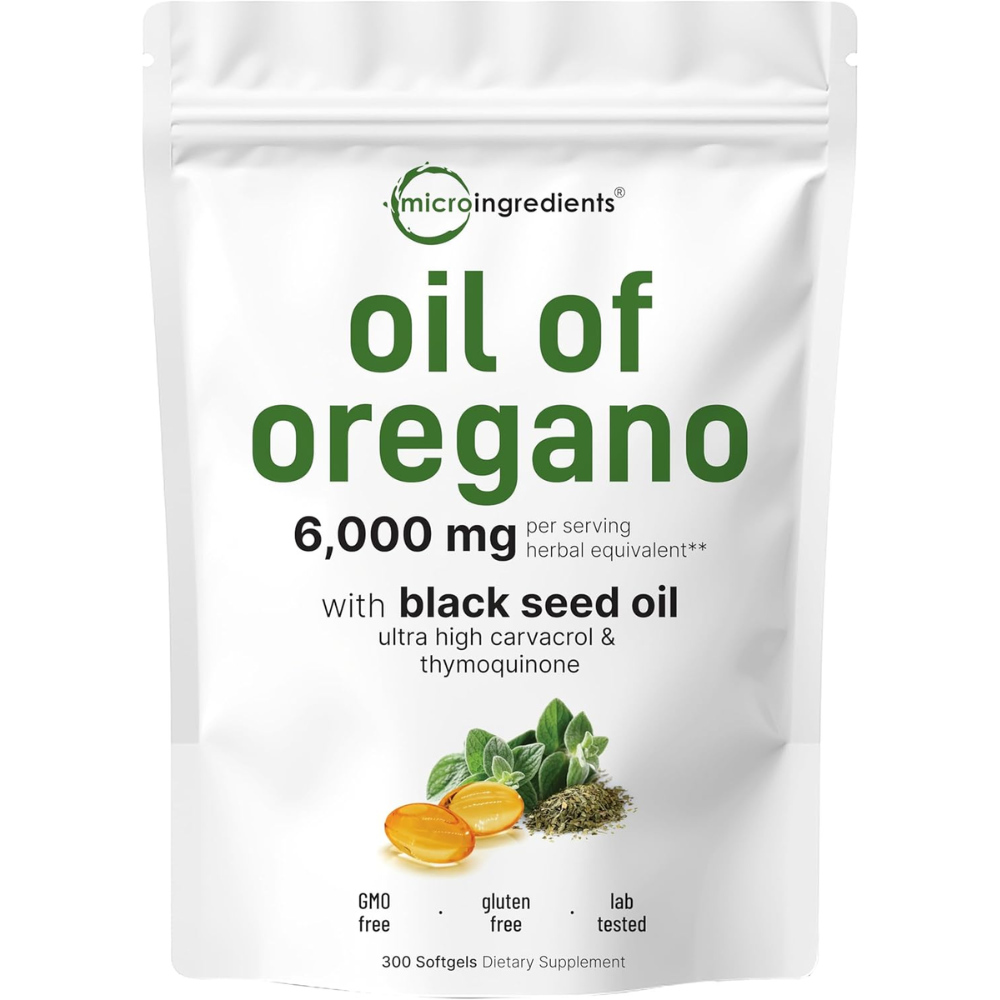 microingredients®
oil of
oregano
6,000 mg per serving
herbal equivalent**
with black seed oil
ultra high carvacrol &
thymoquinone
GMO free · gluten free · lab tested
300 Softgels Dietary Supplement